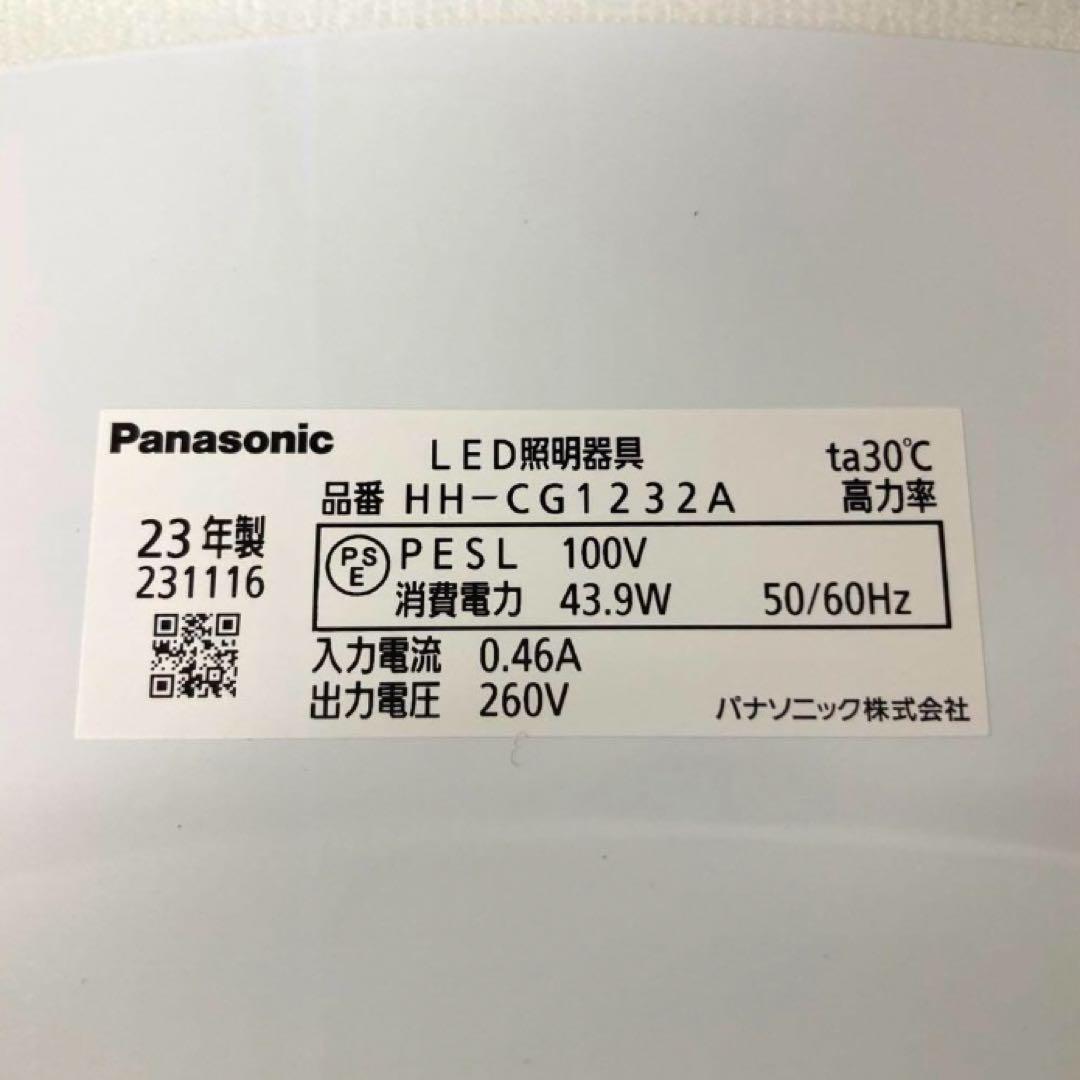 Panasonic
LED照明器具
ta30℃
品番 HH-CG1232A
高力率
23年製
231116
PSE PESL 100V
消費電力 43.9W 50/60Hz
入力電流 0.46A
出力電圧 260V
パナソニック株式会社